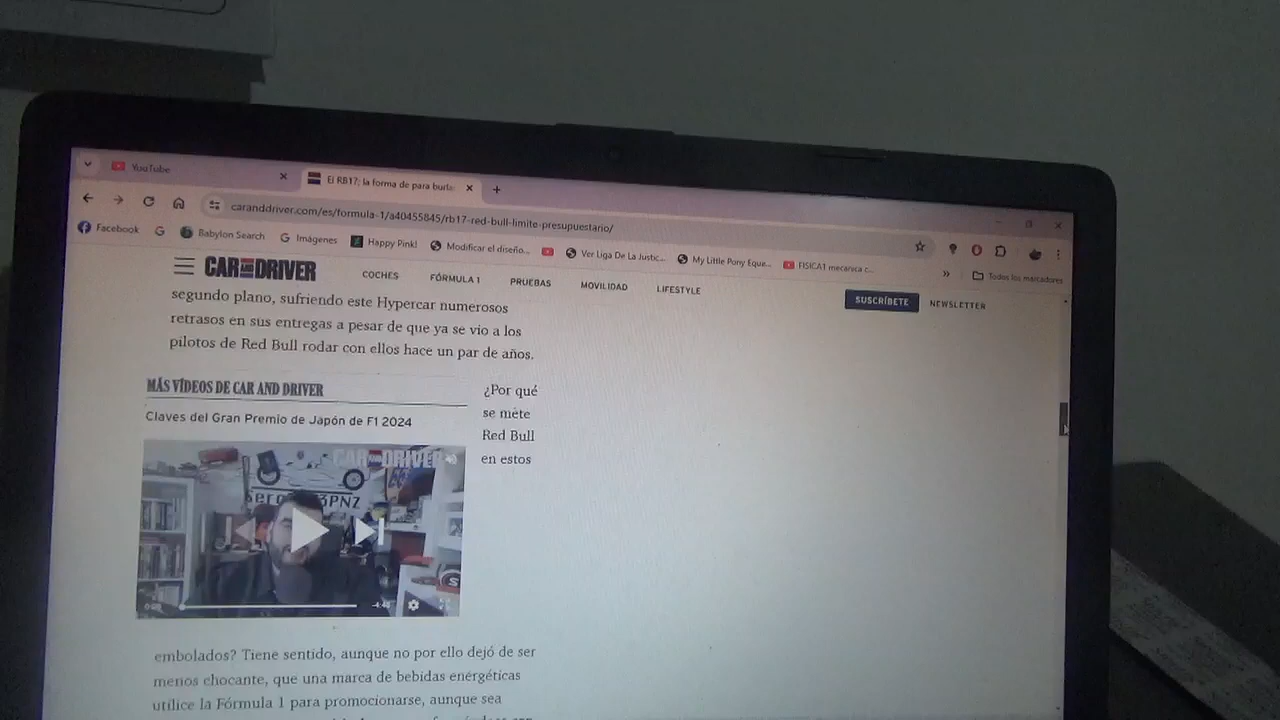 YouTube
El RB17: la forma de para burla
caranddriver.com/es/formula-1/a40455845/rb17-red-bull-limite-presupuestario/
Facebook
G
Babylon Search
Imágenes
Happy Pink!
Modificar el diseño...
Ver Liga De La Justic...
My Little Pony Eque...
FISICA1 mecanica c...
»
Todos los marcadores
CAR AND DRIVER
COCHES
FÓRMULA 1
PRUEBAS
MOVILIDAD
LIFESTYLE
SUSCRÍBETE
NEWSLETTER
segundo plano, sufriendo este Hypercar numerosos
retrasos en sus entregas a pesar de que ya se vio a los
pilotos de Red Bull rodar con ellos hace un par de años.
MÁS VÍDEOS DE CAR AND DRIVER
Claves del Gran Premio de Japón de F1 2024
CAR AND DRIVER
¿Por qué
se mete
Red Bull
en estos
embolados? Tiene sentido, aunque no por ello dejó de ser
menos chocante, que una marca de bebidas energéticas
utilice la Fórmula 1 para promocionarse, aunque sea